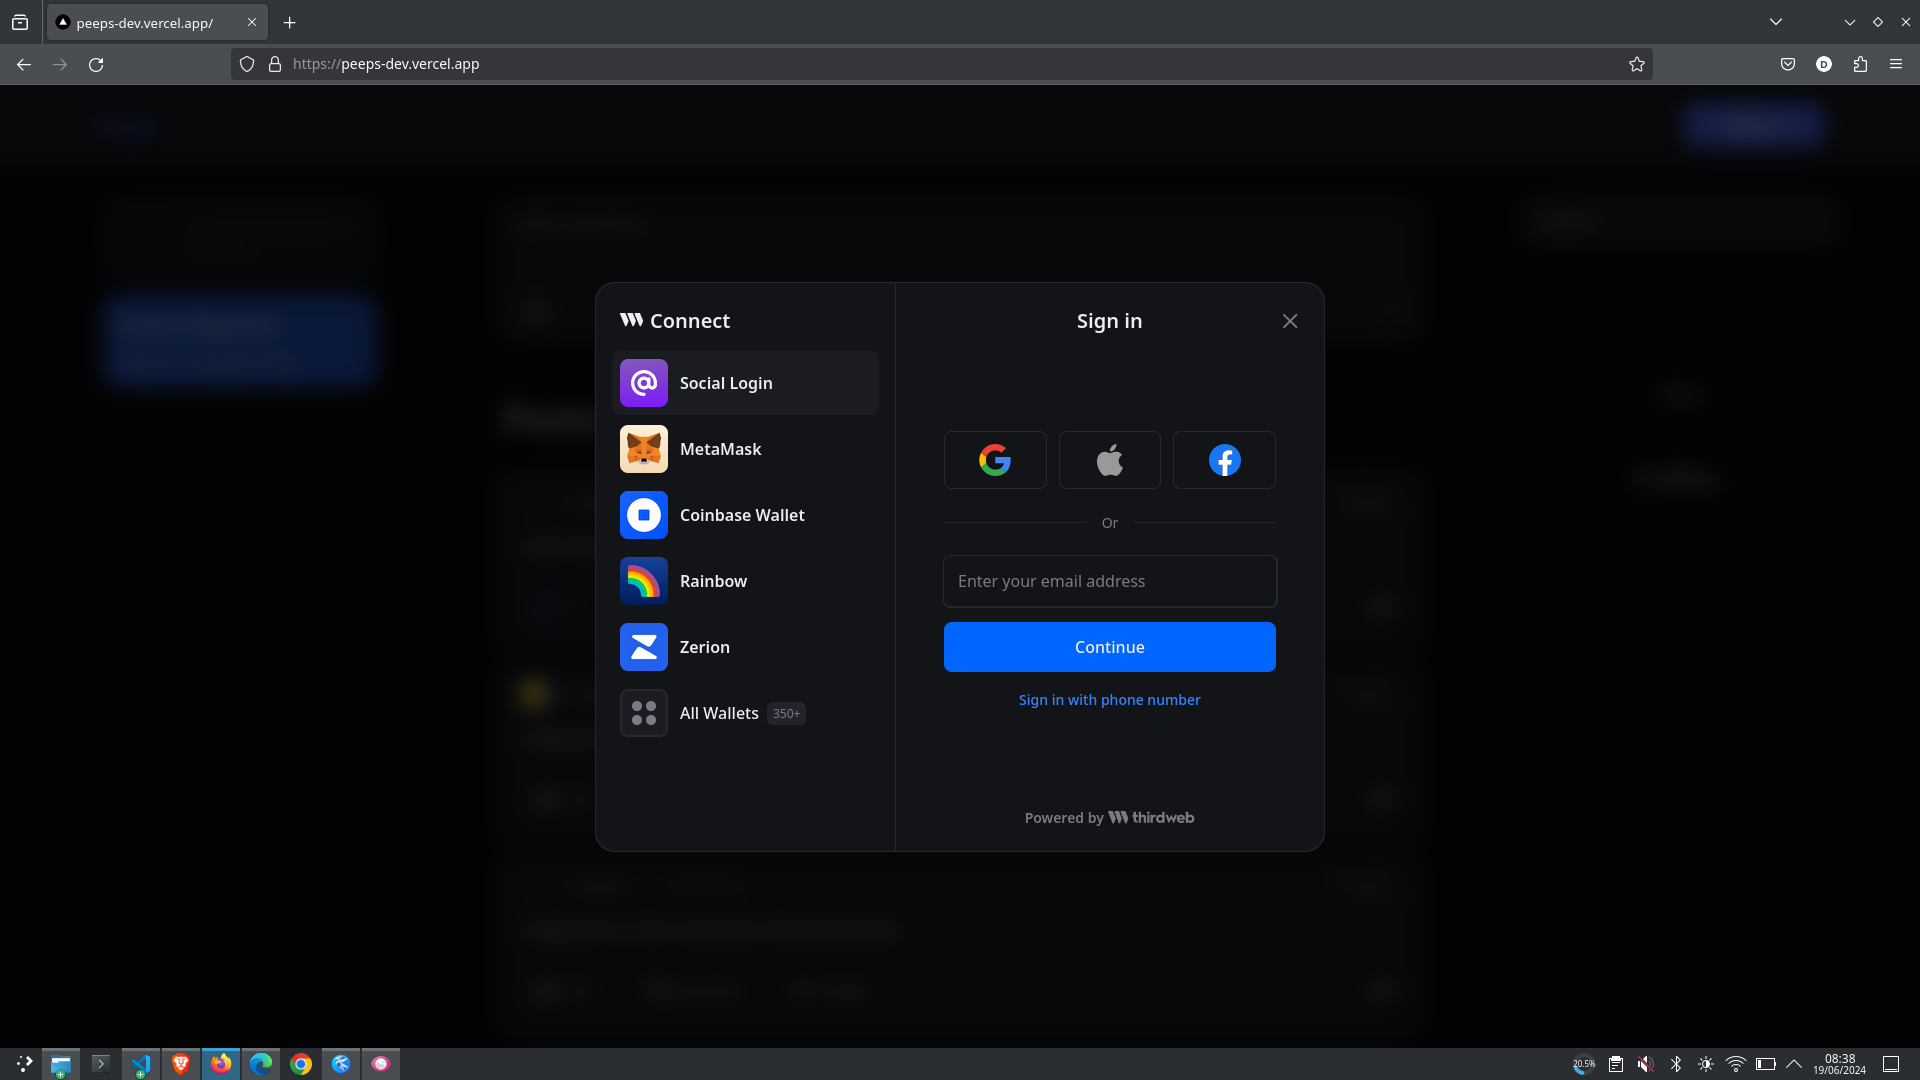 peeps-dev.vercel.app/
https://peeps-dev.vercel.app
D
Connect
Social Login
MetaMask
Coinbase Wallet
Rainbow
Zerion
All Wallets 350+
Sign in
Or
Enter your email address
Continue
Sign in with phone number
Powered by thirdweb
20.5%
08:38
19/06/2024